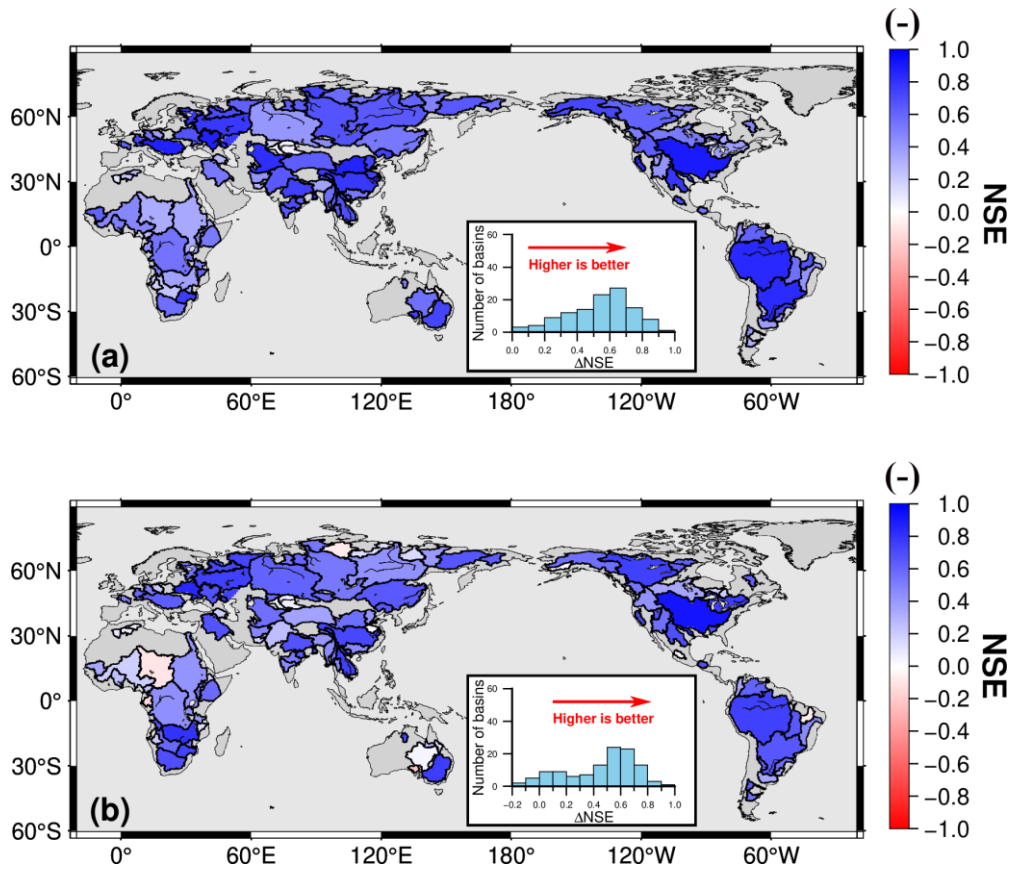 (-)
60°N
30°N
0°
30°S
60°S
0°
60°E
120°E
180°
120°W
60°W
(a)
Number of basins
60
40
20
0
Higher is better
0.0 0.2 0.4 0.6 0.8 1.0
ΔNSE
1.0
0.8
0.6
0.4
0.2
0.0
−0.2
−0.4
−0.6
−0.8
−1.0
NSE
(-)
60°N
30°N
0°
30°S
60°S
0°
60°E
120°E
180°
120°W
60°W
(b)
Number of basins
60
40
20
0
Higher is better
−0.2 0.0 0.2 0.4 0.6 0.8 1.0
ΔNSE
1.0
0.8
0.6
0.4
0.2
0.0
−0.2
−0.4
−0.6
−0.8
−1.0
NSE